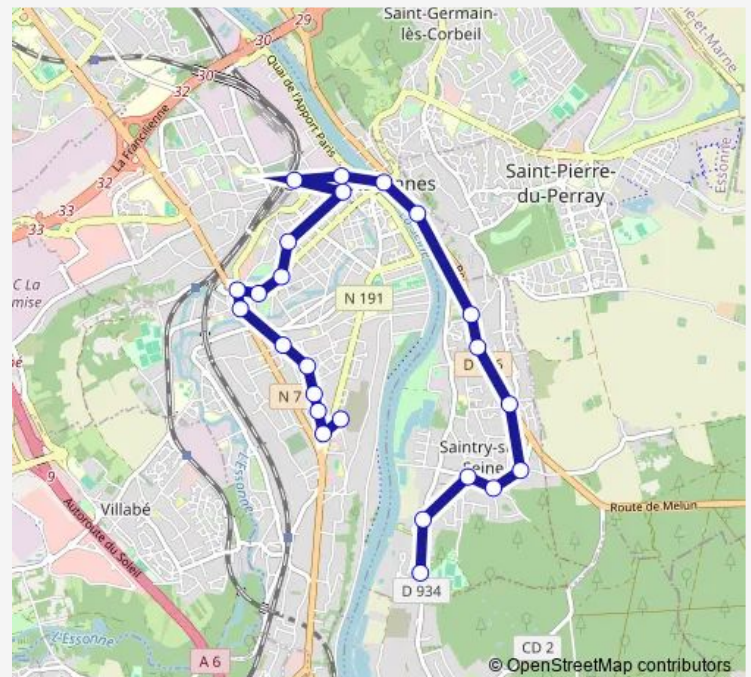 Saint-Germain-
lès-Corbeil
29
30
30
32
32
33
33
La Francilienne
Quai de l'Apport Paris
Essonne
Saint-Pierre-
du-Perray
N 191
N 7
Saintry-s
Seine
Route de Melun
9
Villabé
L'Essonne
Autoroute du Soleil
L'Essonne
A 6
D 934
CD 2
© OpenStreetMap contributors